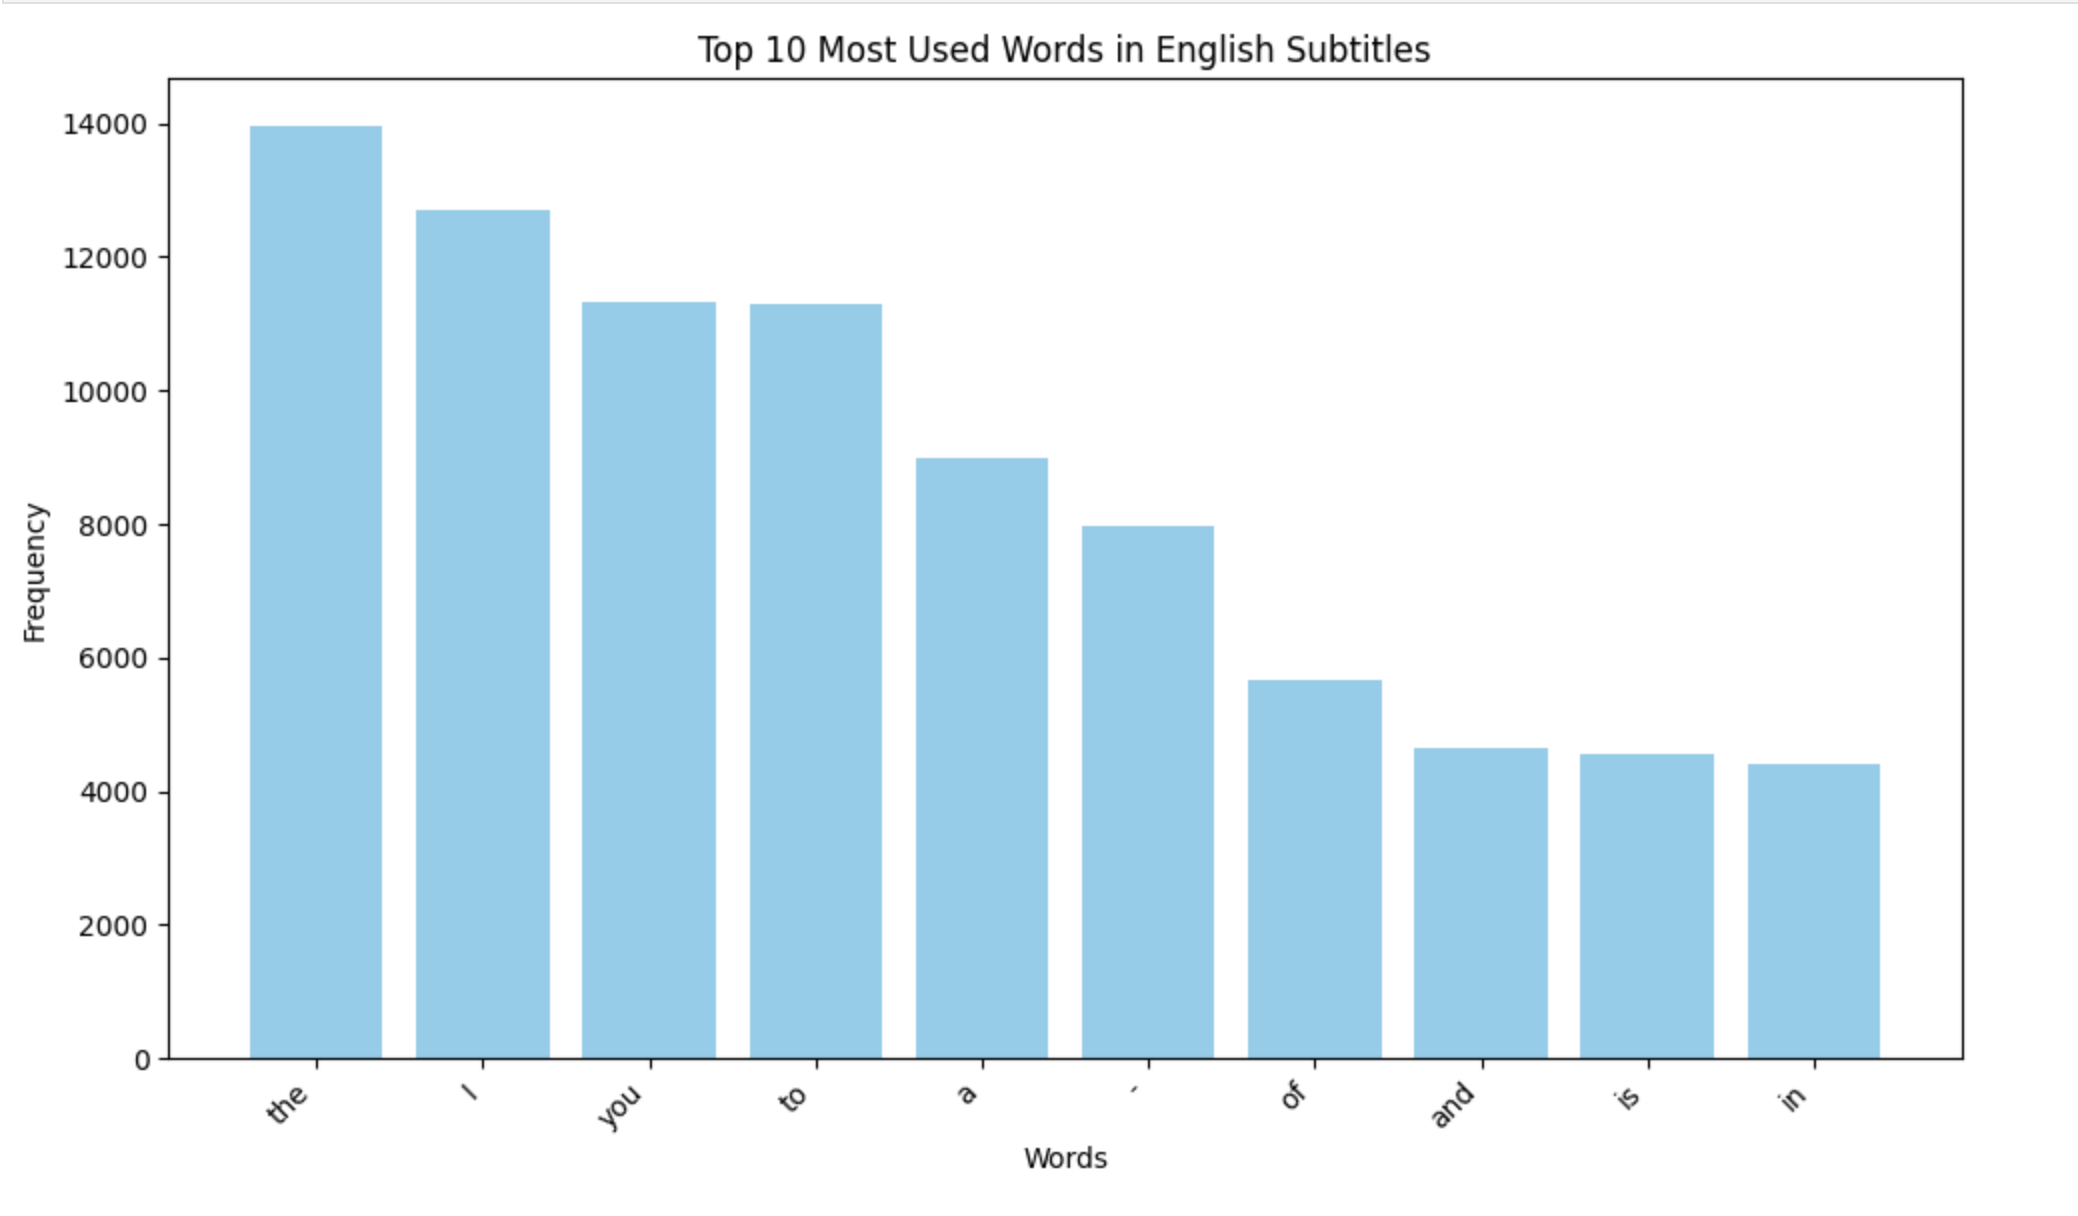 Top 10 Most Used Words in English Subtitles
14000
12000
10000
8000
6000
4000
2000
0
Frequency
the
I
you
to
a
-
of
and
is
in
Words